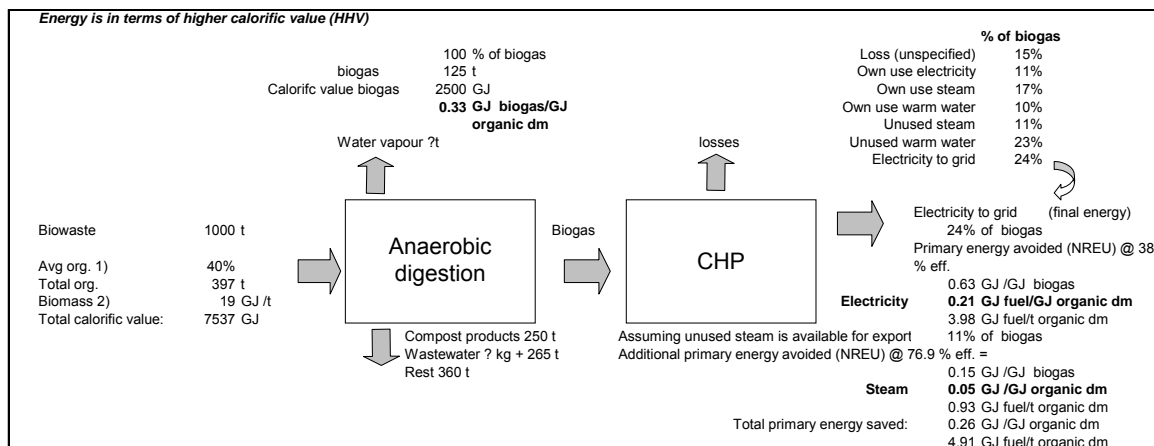 Energy is in terms of higher calorific value (HHV)
% of biogas
100 % of biogas
biogas 125 t
Calorifc value biogas 2500 GJ
0.33 GJ biogas/GJ
organic dm
Loss (unspecified) 15%
Own use electricity 11%
Own use steam 17%
Own use warm water 10%
Unused steam 11%
Unused warm water 23%
Electricity to grid 24%
Water vapour ?t
losses
Biowaste 1000 t
Avg org. 1) 40%
Total org. 397 t
Biomass 2) 19 GJ /t
Total calorific value: 7537 GJ
Anaerobic
digestion
Biogas
CHP
Electricity to grid (final energy)
24% of biogas
Primary energy avoided (NREU) @ 38
% eff.
0.63 GJ /GJ biogas
Electricity 0.21 GJ fuel/GJ organic dm
3.98 GJ fuel/t organic dm
Compost products 250 t
Wastewater ? kg + 265 t
Rest 360 t
Assuming unused steam is available for export 11% of biogas
Additional primary energy avoided (NREU) @ 76.9 % eff. =
0.15 GJ /GJ biogas
Steam 0.05 GJ /GJ organic dm
0.93 GJ fuel/t organic dm
Total primary energy saved: 0.26 GJ /GJ organic dm
4.91 GJ fuel/t organic dm